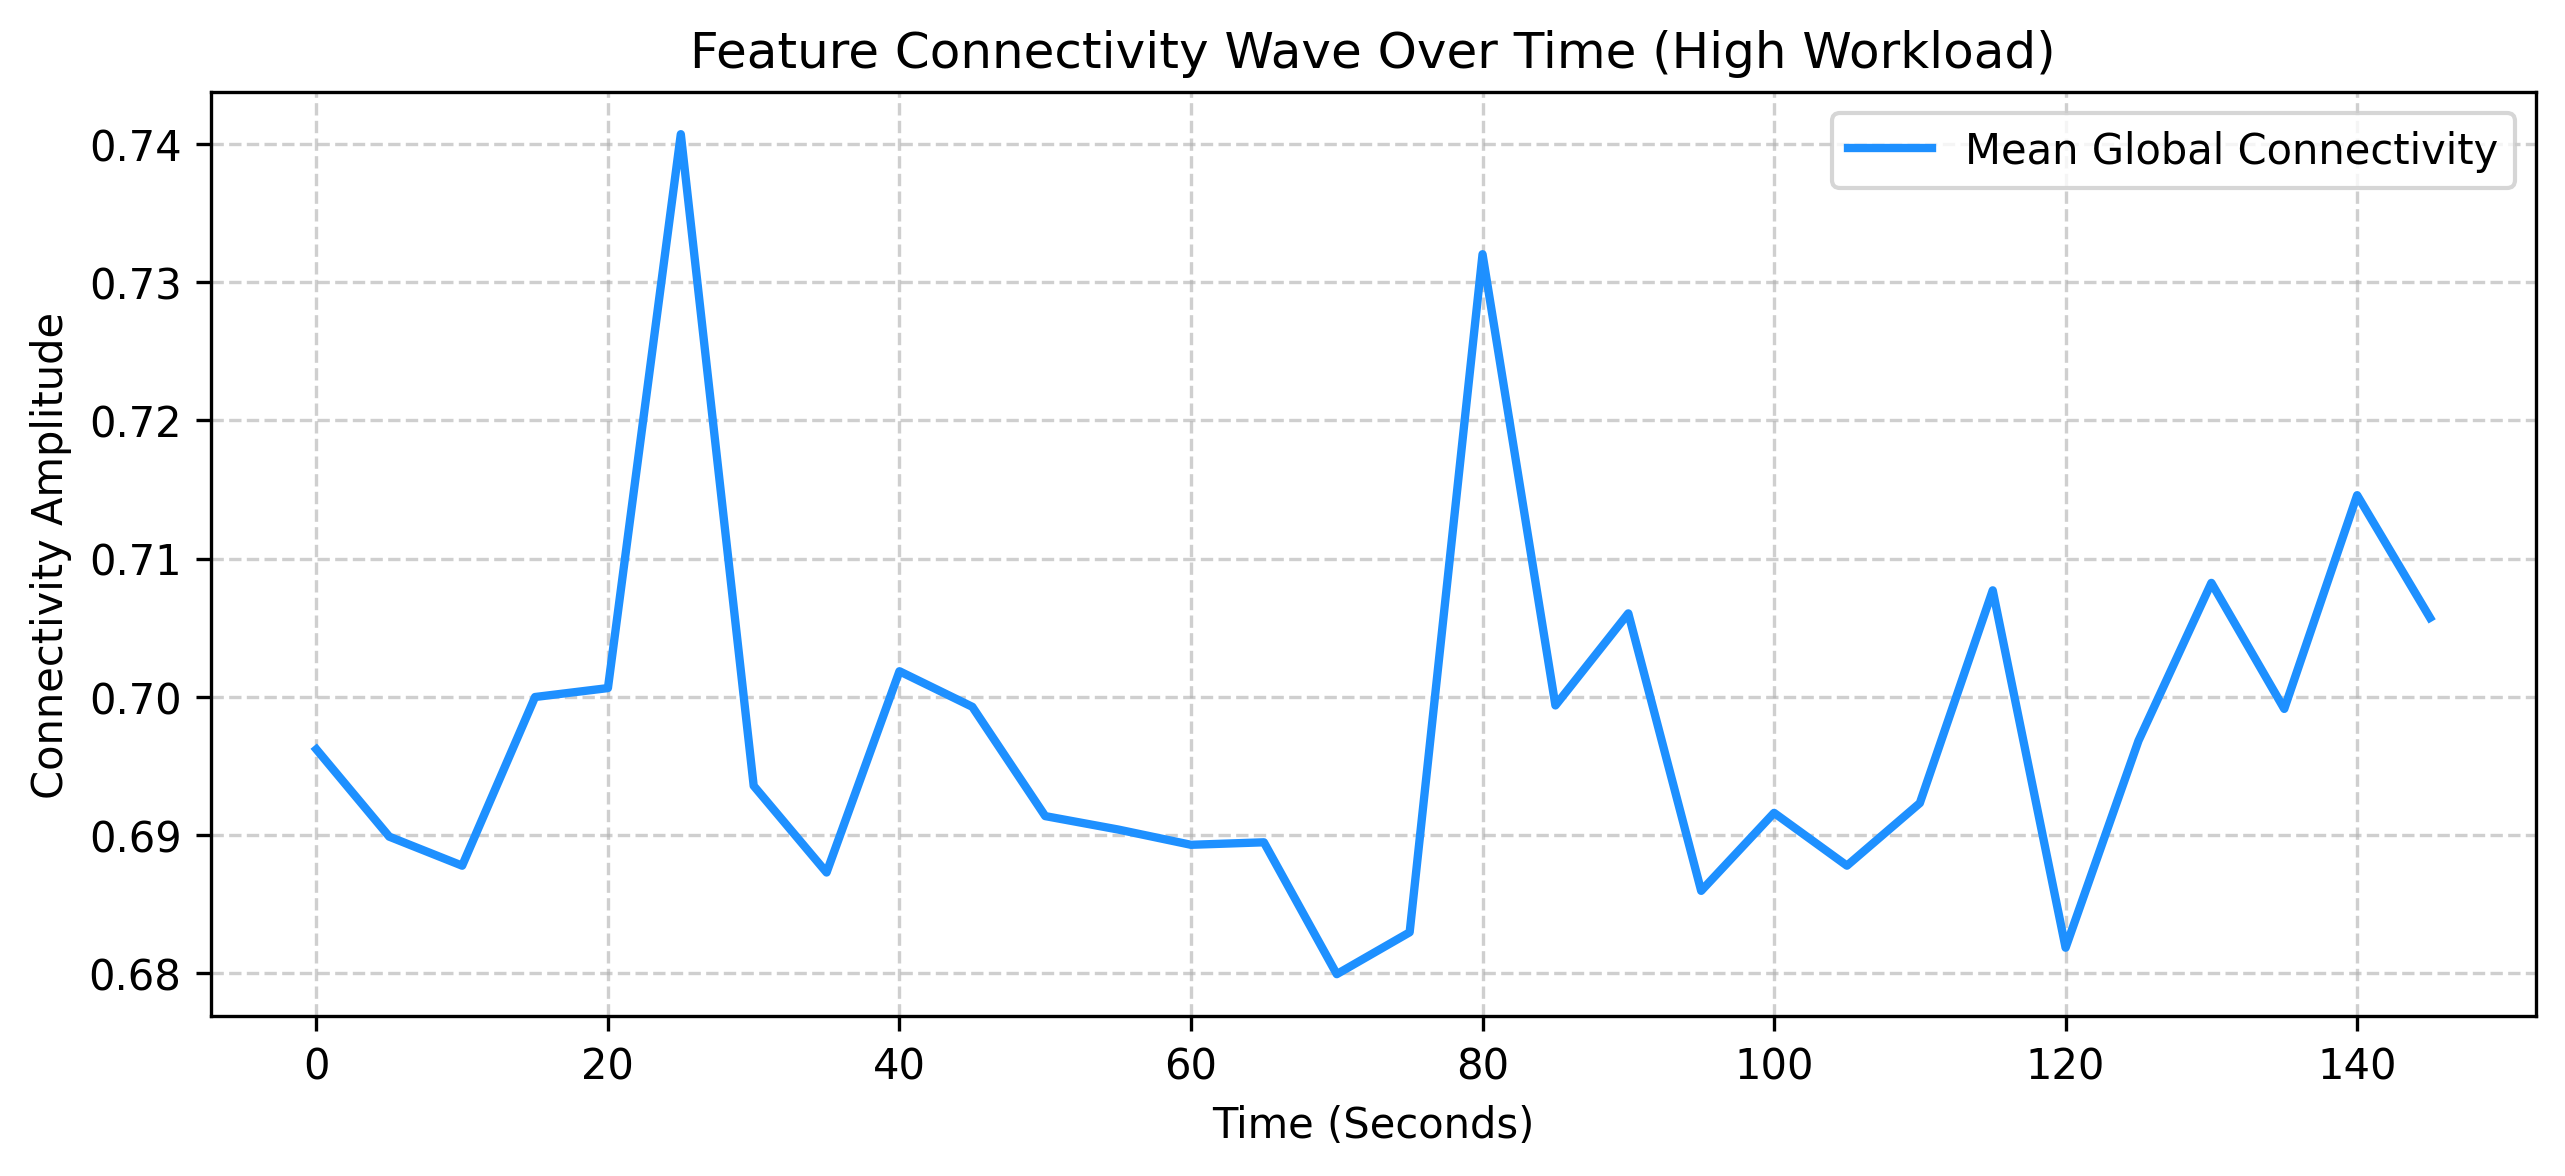 Feature Connectivity Wave Over Time (High Workload)
Mean Global Connectivity
Connectivity Amplitude
0.74
0.73
0.72
0.71
0.70
0.69
0.68
0 20 40 60 80 100 120 140
Time (Seconds)